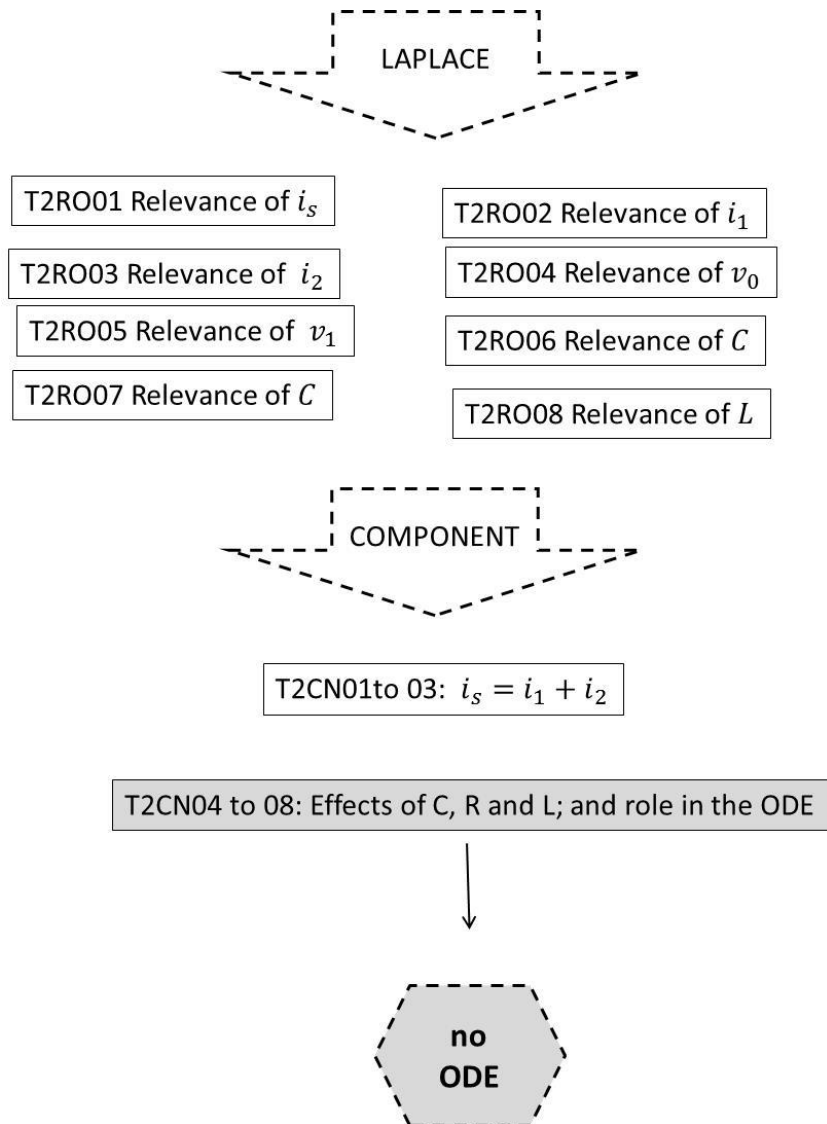 LAPLACE
T2RO01 Relevance of i_s
T2RO02 Relevance of i_1
T2RO03 Relevance of i_2
T2RO04 Relevance of v_0
T2RO05 Relevance of v_1
T2RO06 Relevance of C
T2RO07 Relevance of C
T2RO08 Relevance of L
COMPONENT
T2CN01to 03: i_s = i_1 + i_2
T2CN04 to 08: Effects of C, R and L; and role in the ODE
no
ODE